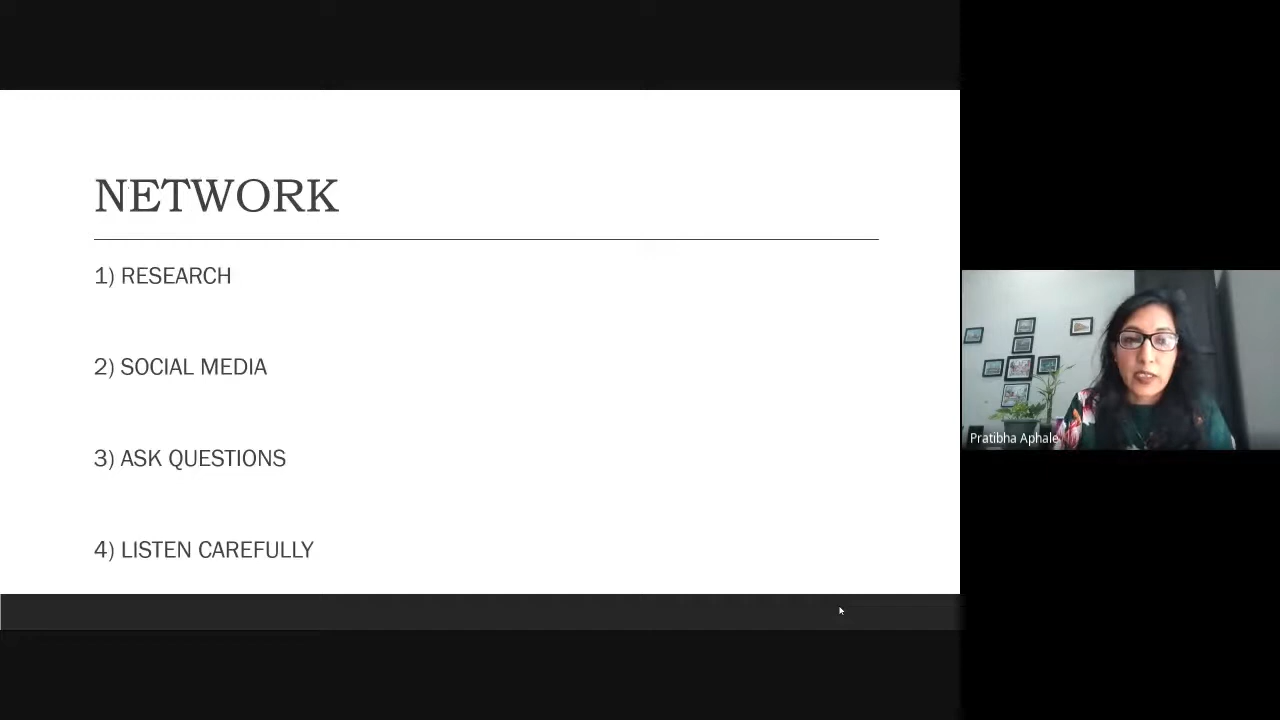 NETWORK
1) RESEARCH
2) SOCIAL MEDIA
3) ASK QUESTIONS
4) LISTEN CAREFULLY
Pratibha Aphale